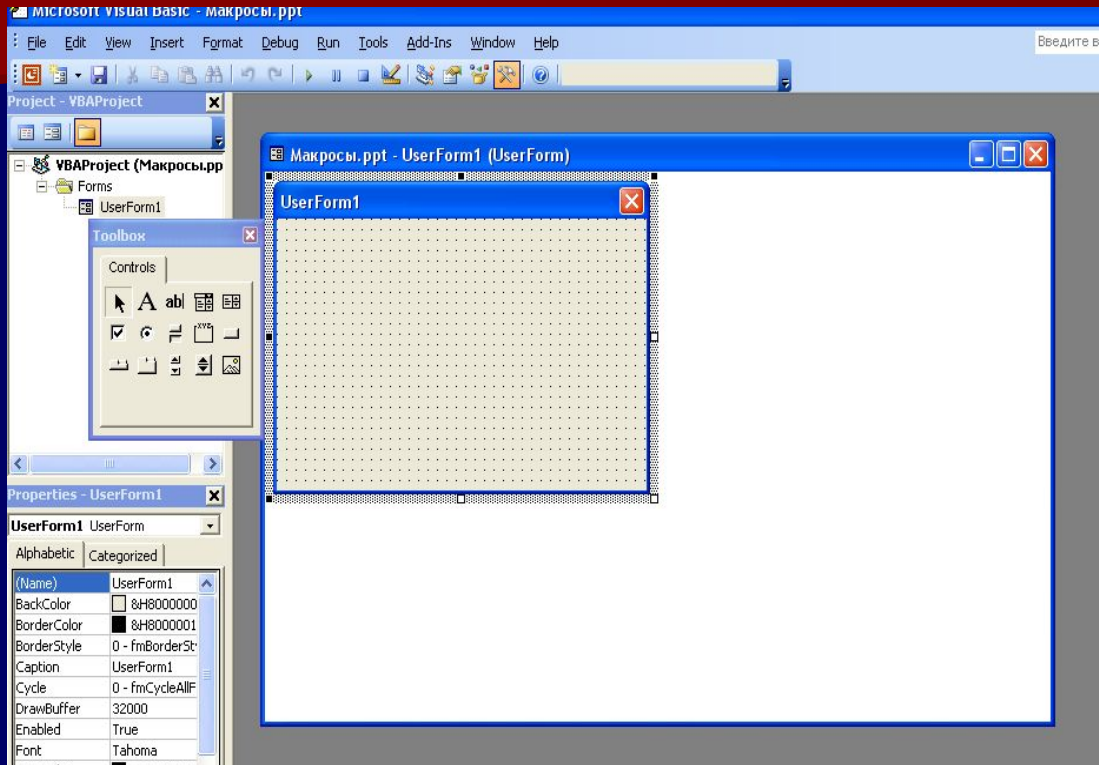 Microsoft Visual Basic - Макросы.ppt
File Edit View Insert Format Debug Run Tools Add-Ins Window Help
Введите в
Project - VBAProject
VBAProject (Макросы.pp
Forms
UserForm1
Toolbox
Controls
A abl
XYZ
Макросы.ppt - UserForm1 (UserForm)
UserForm1
Properties - UserForm1
UserForm1 UserForm
Alphabetic Categorized
(Name) UserForm1
BackColor &H8000000
BorderColor &H8000001
BorderStyle 0 - fmBorderSt
Caption UserForm1
Cycle 0 - fmCycleAllF
DrawBuffer 32000
Enabled True
Font Tahoma